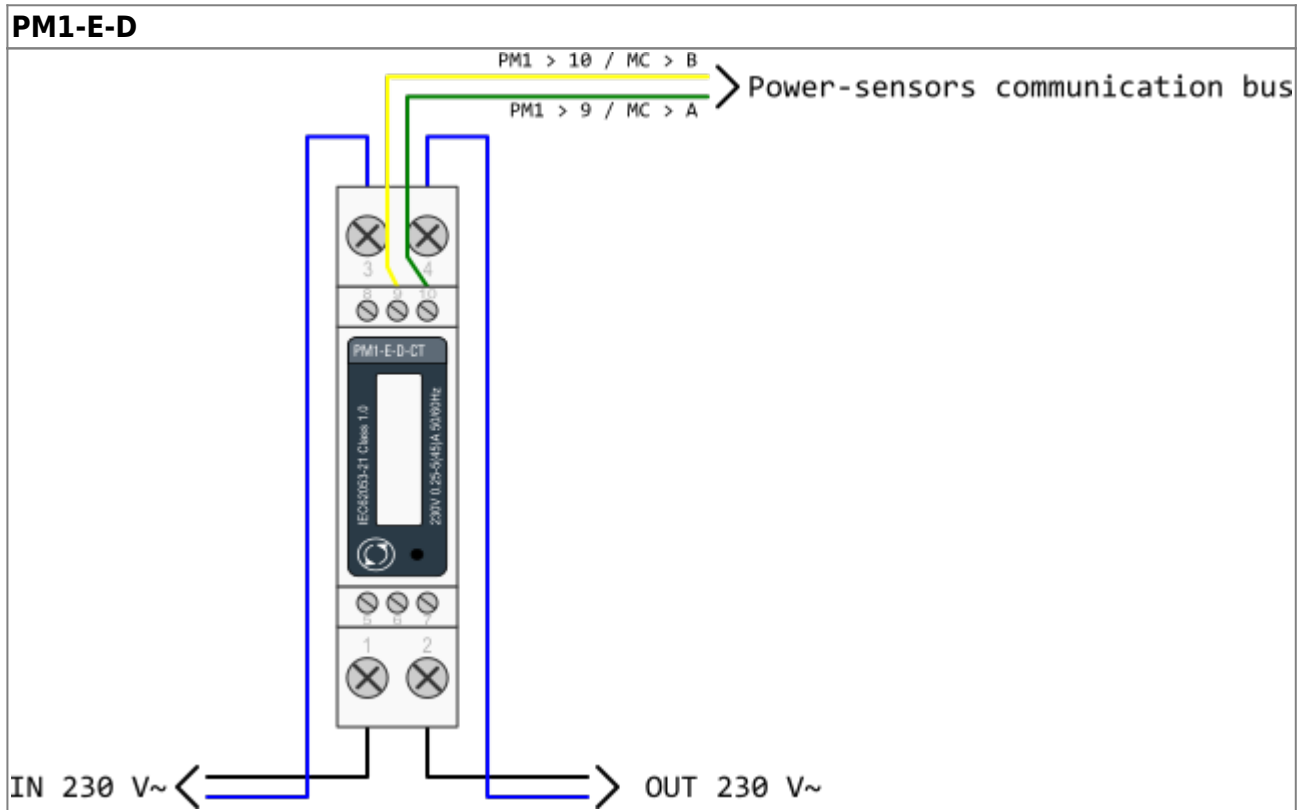 PM1-E-D
PM1 > 10 / MC > B
Power-sensors communication bus
PM1 > 9 / MC > A
3 4
8 9 10
PM1-E-D-CT
IEC62053-21 Class 1.0
230V 0.25-5(45)A 50/60Hz
5 6 7
1 2
IN 230 V~
OUT 230 V~